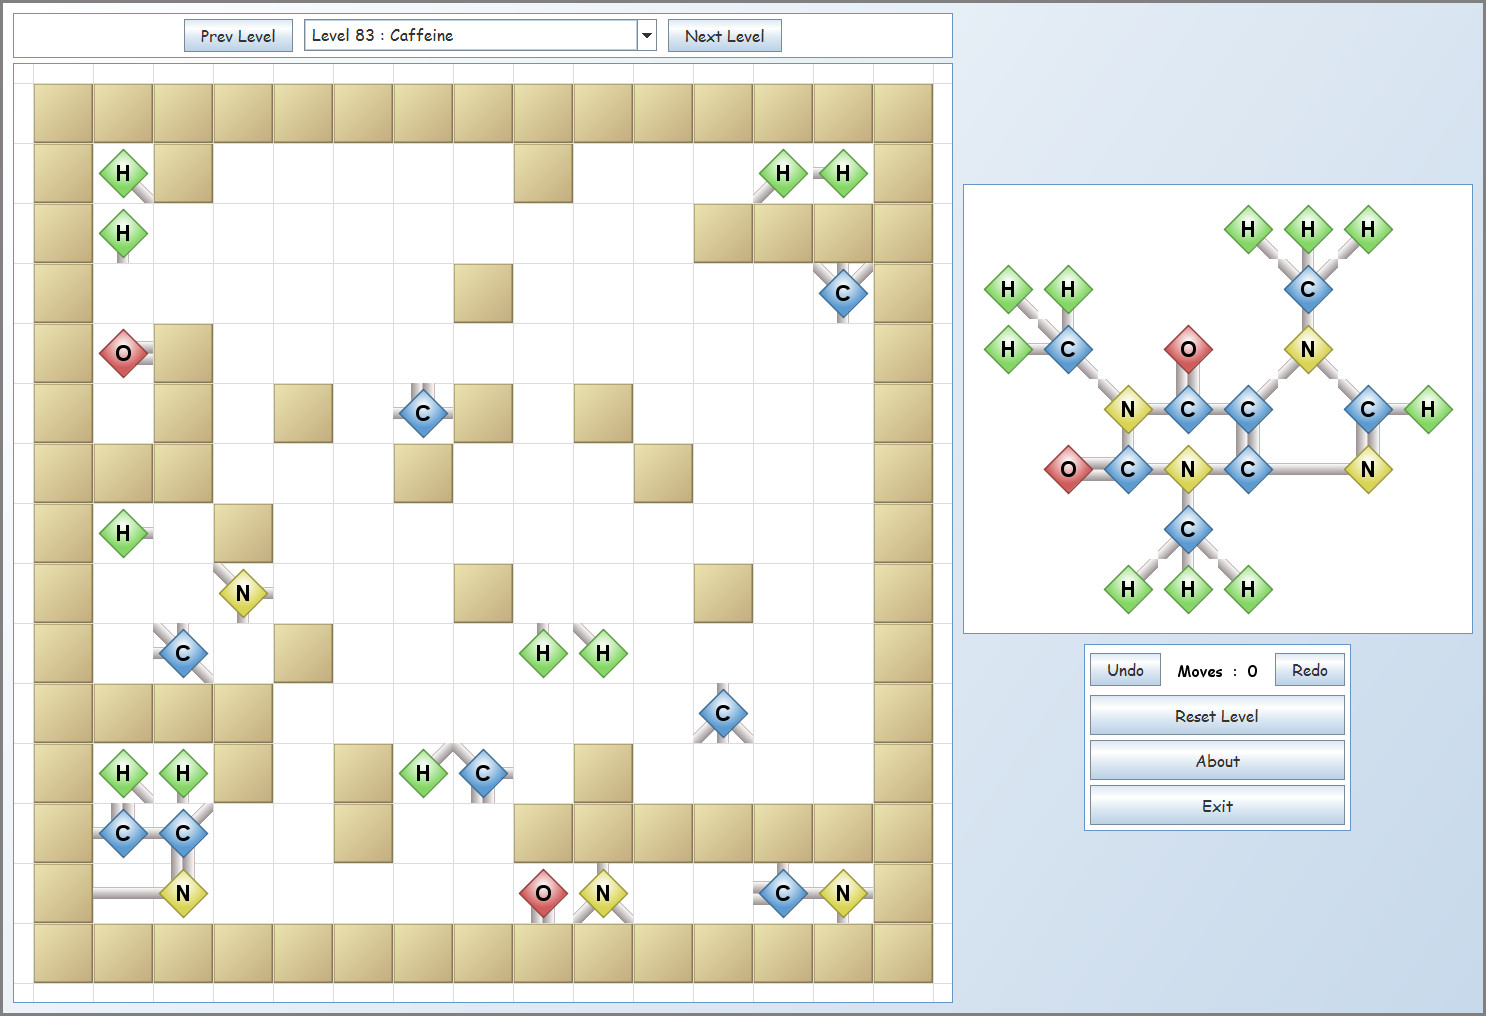 Prev Level Level 83 : Caffeine Next Level
H H H
H
C
O
C
H
N
C H H
C
H H H C
C C
N O N C N
H H H
H H C
H C O N
N C C C H
O C N C N
C
H H H
Undo Moves : 0 Redo
Reset Level
About
Exit